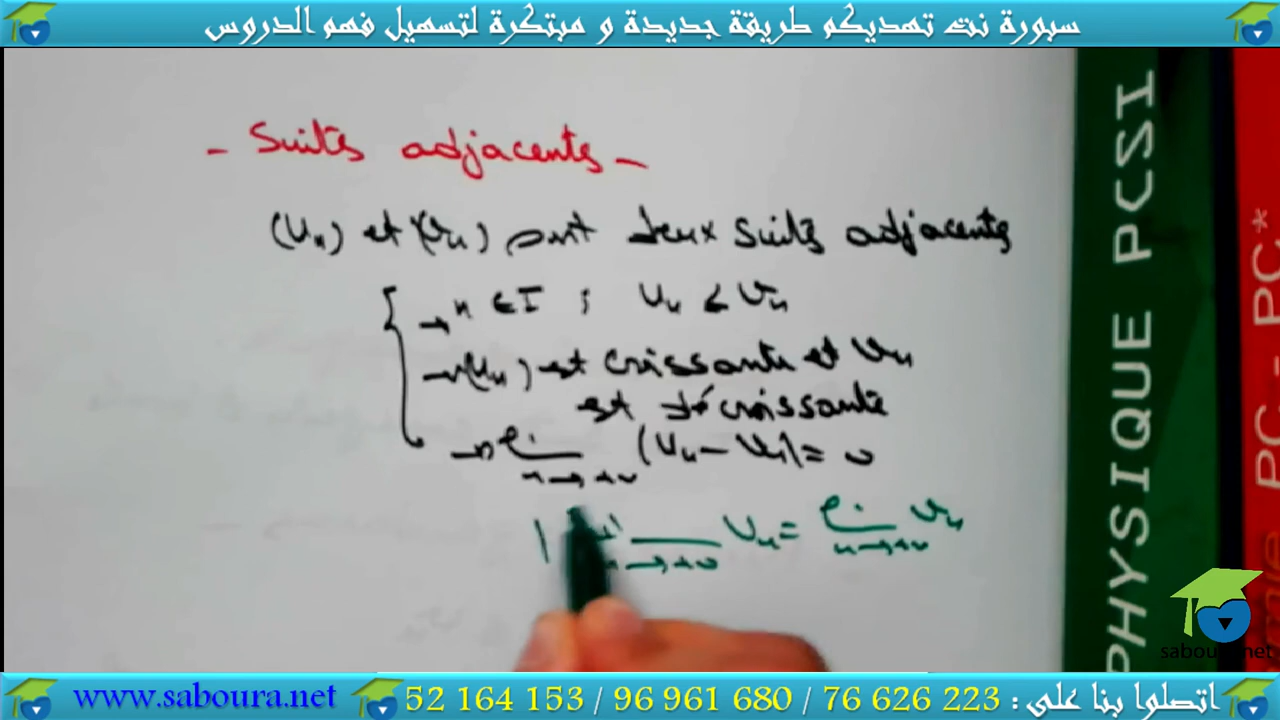 سبورة نت تهديكم طريقة جديدة و مبتكرة لتسهيل فهم الدروس
- Suites adjacentes -
(Un) et (Vn) sont deux suites adjacentes
→ n ∈ I ; Un < Vn
→ (Un) est croissante et Vn
est décroissante
→ lim (Un - Vn) = 0
n → +∞
Un = lim Vn
n → +∞ n → +∞
PHYSIQUE PCSI
PC - PC*
saboura.net
www.saboura.net
52 164 153 / 96 961 680 / 76 626 223 : اتصلوا بنا على